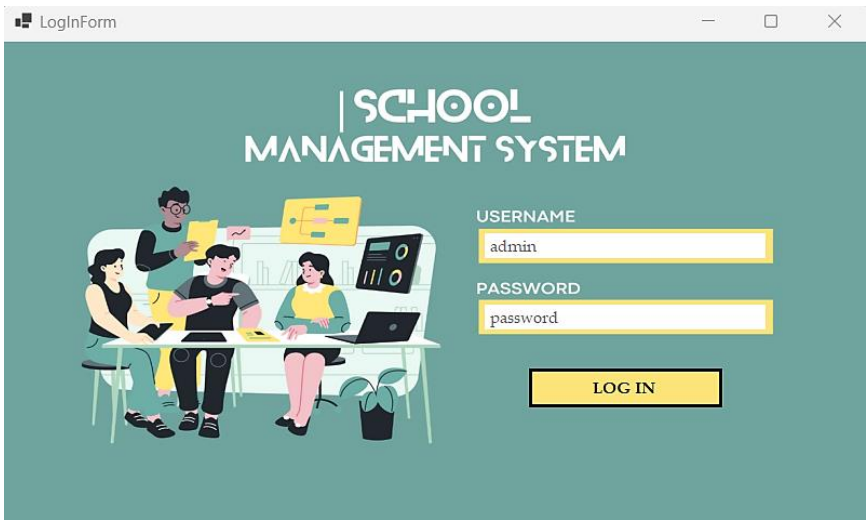 LogInForm
| SCHOOL
MANAGEMENT SYSTEM
USERNAME
admin
PASSWORD
password
LOG IN